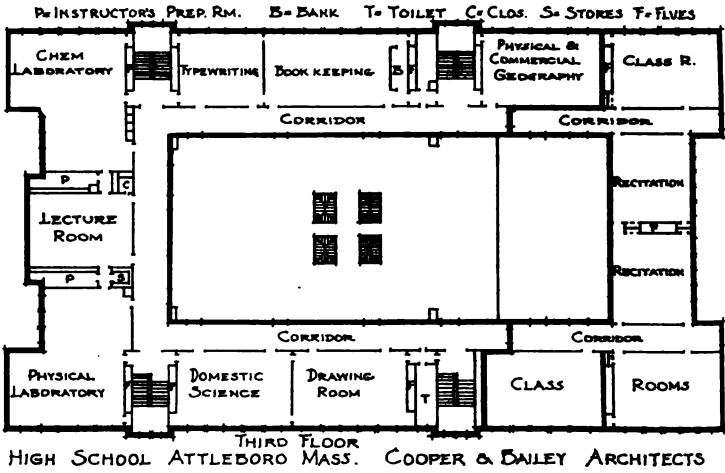 P=INSTRUCTOR'S PREP. RM. B=BANK T=TOILET C=CLOS. S=STORES F=FLUES
CHEM
LABORATORY
TYPEWRITING
BOOKKEEPING
B
F
PHYSICAL &
COMMERCIAL
GEOGRAPHY
CLASS R.
CORRIDOR
CORRIDOR
P
C
RECITATION
LECTURE
ROOM
F
P
S
RECITATION
CORRIDOR
CORRIDOR
PHYSICAL
LABORATORY
DOMESTIC
SCIENCE
DRAWING
ROOM
T
CLASS
ROOMS
THIRD FLOOR
HIGH SCHOOL ATTLEBORO MASS. COOPER & BAILEY ARCHITECTS